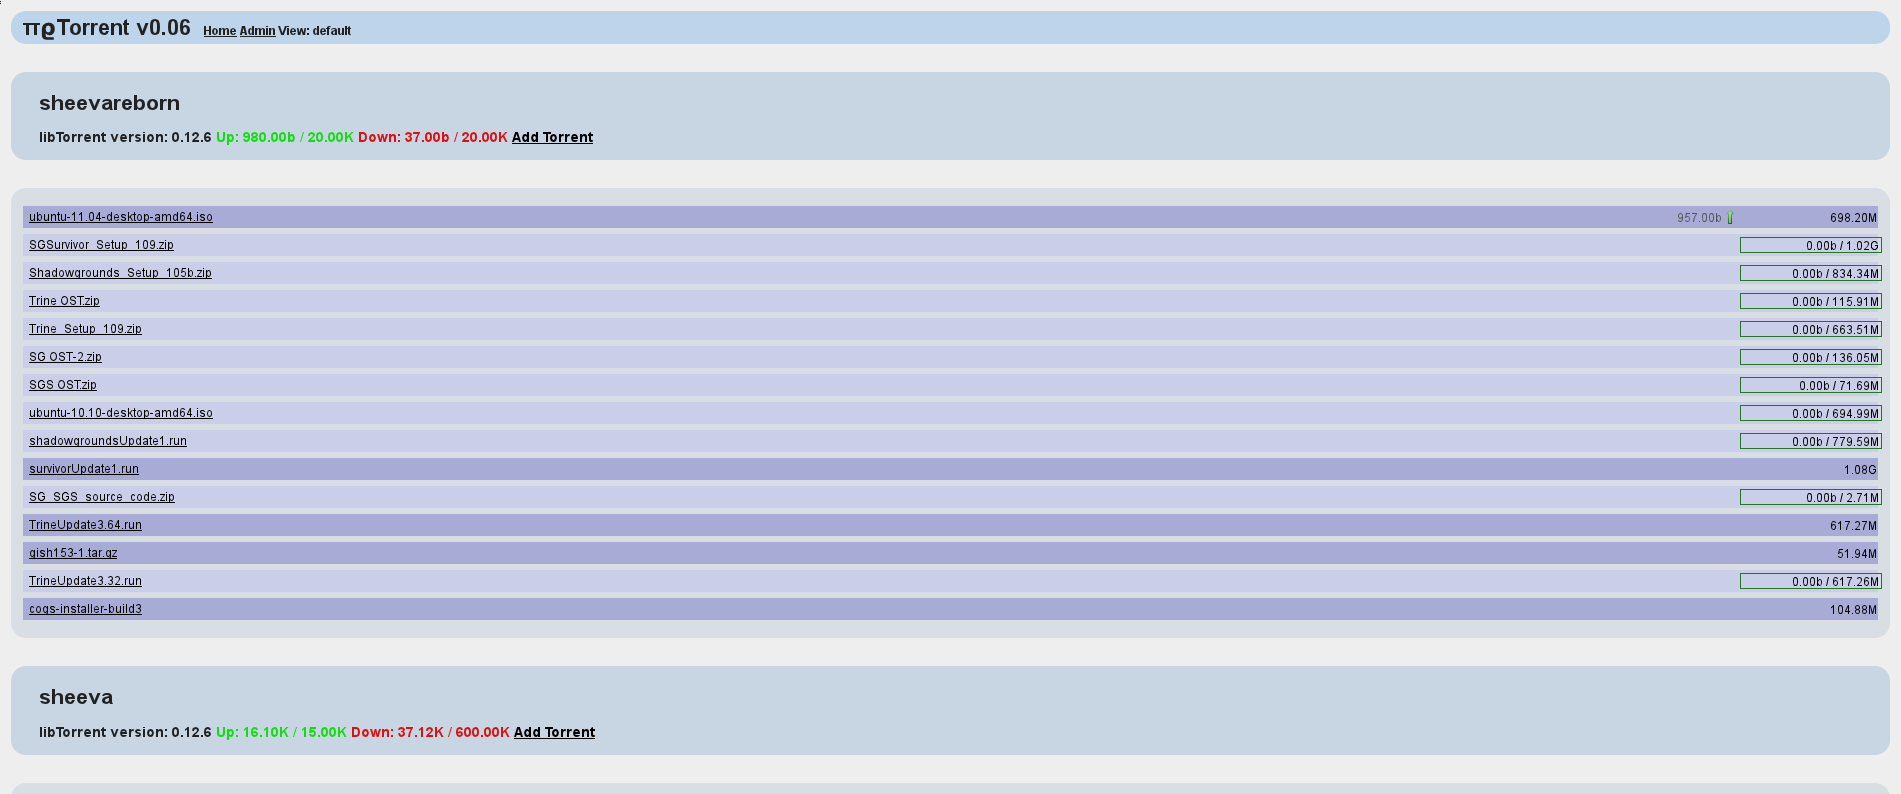 πϱTorrent v0.06 Home Admin View: default
sheevareborn
libTorrent version: 0.12.6 Up: 980.00b / 20.00K Down: 37.00b / 20.00K Add Torrent
ubuntu-11.04-desktop-amd64.iso 957.00b 698.20M
SGSurvivor_Setup_109.zip 0.00b / 1.02G
Shadowgrounds_Setup_105b.zip 0.00b / 834.34M
Trine OST.zip 0.00b / 115.91M
Trine_Setup_109.zip 0.00b / 663.51M
SG OST-2.zip 0.00b / 136.05M
SGS OST.zip 0.00b / 71.69M
ubuntu-10.10-desktop-amd64.iso 0.00b / 694.99M
shadowgroundsUpdate1.run 0.00b / 779.59M
survivorUpdate1.run 1.08G
SG_SGS_source_code.zip 0.00b / 2.71M
TrineUpdate3.64.run 617.27M
gish153-1.tar.gz 51.94M
TrineUpdate3.32.run 0.00b / 617.26M
cogs-installer-build3 104.88M
sheeva
libTorrent version: 0.12.6 Up: 16.10K / 15.00K Down: 37.12K / 600.00K Add Torrent